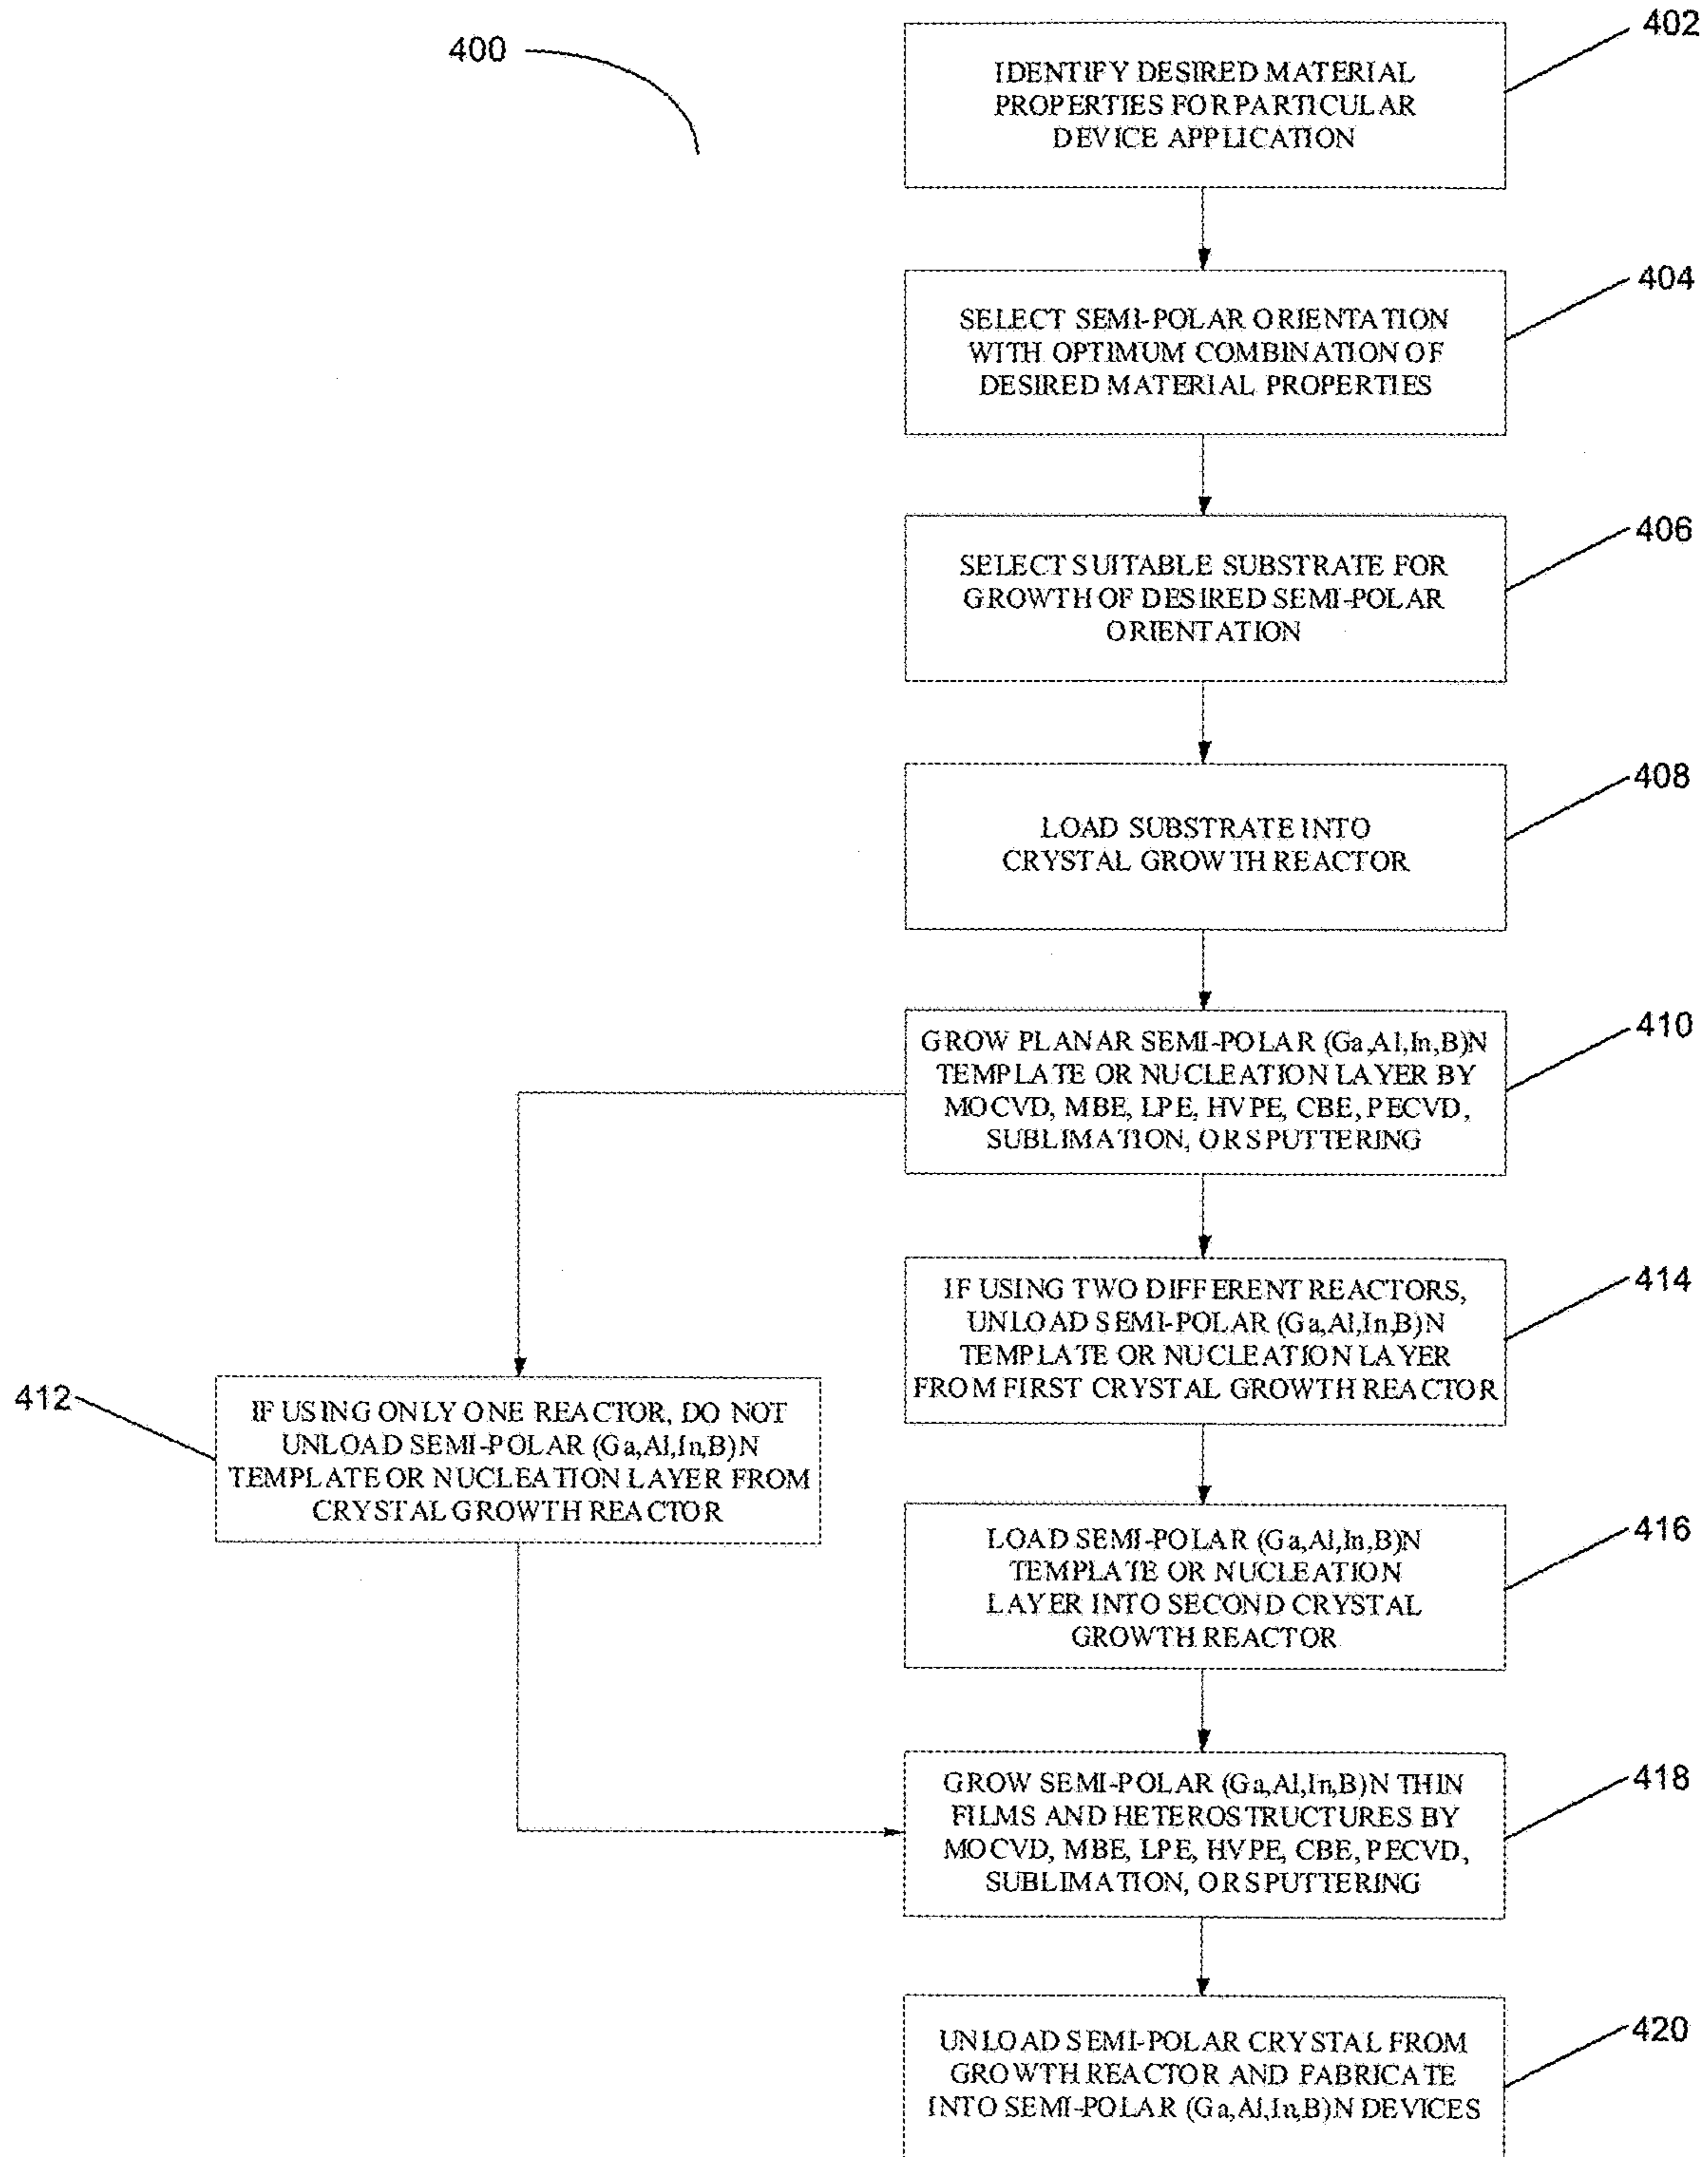 400
402
IDENTIFY DESIRED MATERIAL
PROPERTIES FOR PARTICULAR
DEVICE APPLICATION
404
SELECT SEMI-POLAR ORIENTATION
WITH OPTIMUM COMBINATION OF
DESIRED MATERIAL PROPERTIES
406
SELECT SUITABLE SUBSTRATE FOR
GROWTH OF DESIRED SEMI-POLAR
ORIENTATION
408
LOAD SUBSTRATE INTO
CRYSTAL GROWTH REACTOR
410
GROW PLANAR SEMI-POLAR (Ga,Al,In,B)N
TEMPLATE OR NUCLEATION LAYER BY
MOCVD, MBE, LPE, HVPE, CBE, PECVD,
SUBLIMATION, OR SPUTTERING
414
IF USING TWO DIFFERENT REACTORS,
UNLOAD SEMI-POLAR (Ga,Al,In,B)N
TEMPLATE OR NUCLEATION LAYER
FROM FIRST CRYSTAL GROWTH REACTOR
412
IF USING ONLY ONE REACTOR, DO NOT
UNLOAD SEMI-POLAR (Ga,Al,In,B)N
TEMPLATE OR NUCLEATION LAYER FROM
CRYSTAL GROWTH REACTOR
416
LOAD SEMI-POLAR (Ga,Al,In,B)N
TEMPLATE OR NUCLEATION
LAYER INTO SECOND CRYSTAL
GROWTH REACTOR
418
GROW SEMI-POLAR (Ga,Al,In,B)N THIN
FILMS AND HETEROSTRUCTURES BY
MOCVD, MBE, LPE, HVPE, CBE, PECVD,
SUBLIMATION, OR SPUTTERING
420
UNLOAD SEMI-POLAR CRYSTAL FROM
GROWTH REACTOR AND FABRICATE
INTO SEMI-POLAR (Ga,Al,In,B)N DEVICES